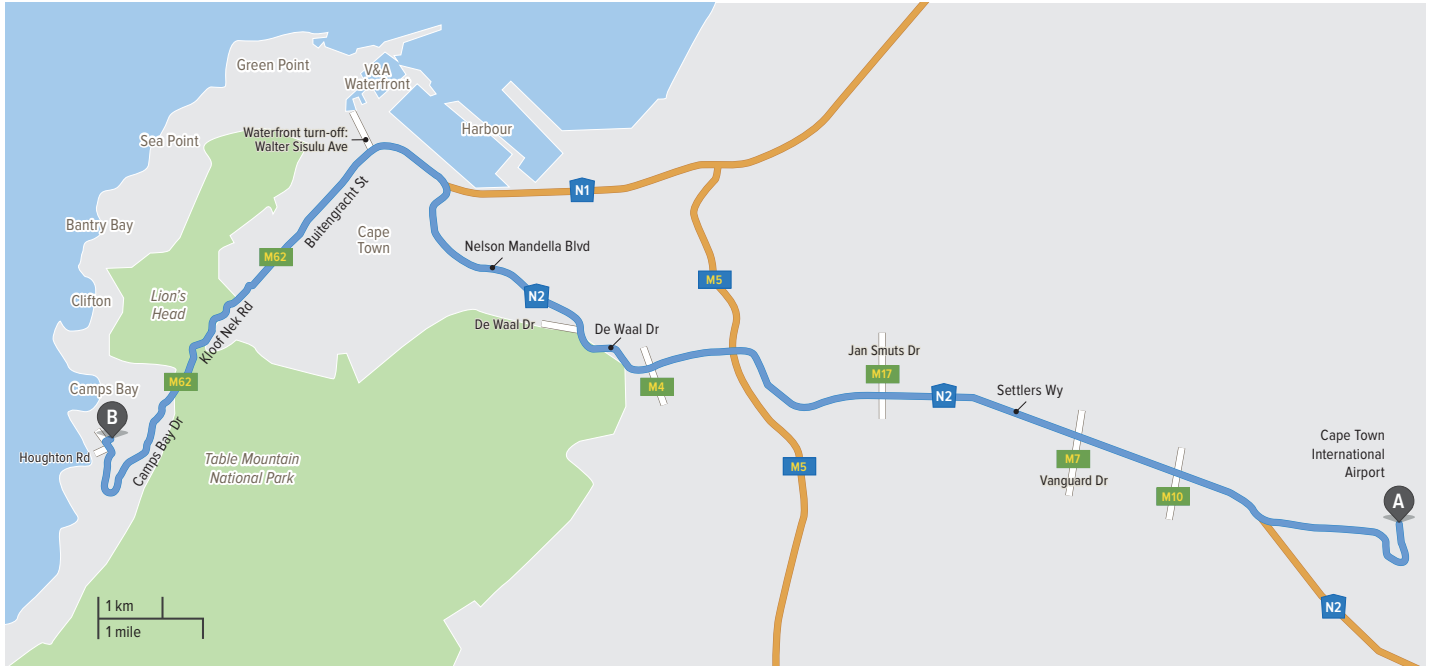 Green Point
V&A
Waterfront
Harbour
Sea Point
Waterfront turn-off:
Walter Sisulu Ave
N1
Buitengracht St
Bantry Bay
Cape
Town
Nelson Mandella Blvd
M62
M5
Clifton
Lion's
Head
N2
De Waal Dr
De Waal Dr
Kloof Nek Rd
Jan Smuts Dr
M17
M4
M62
Camps Bay
N2
Settlers Wy
B
Camps Bay Dr
Houghton Rd
Table Mountain
National Park
M5
M7
Vanguard Dr
M10
Cape Town
International
Airport
A
1 km
1 mile
N2